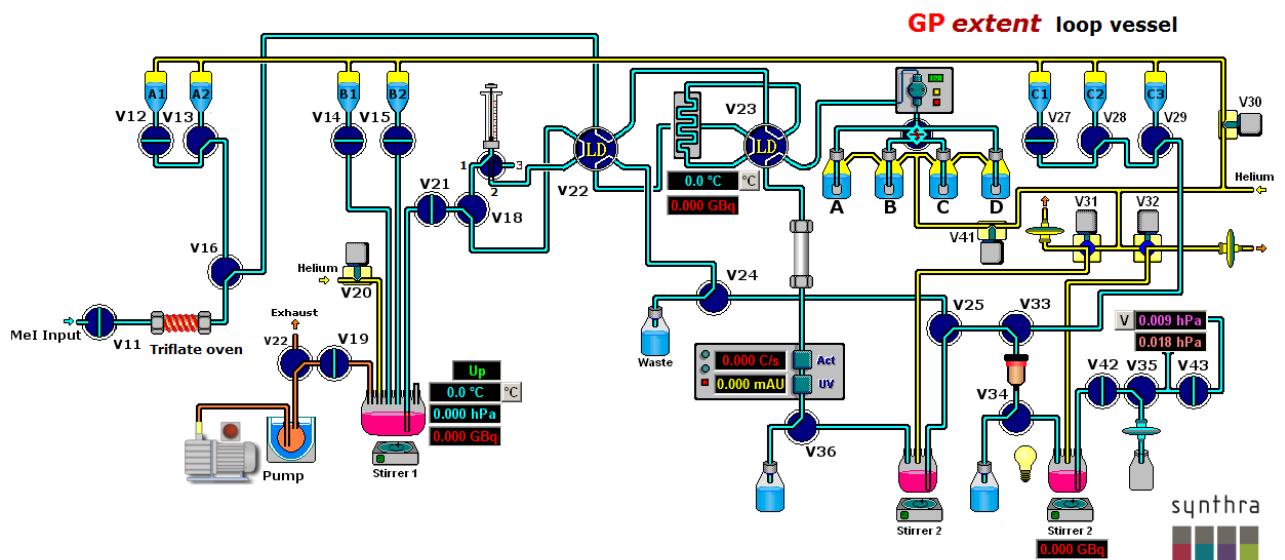 GP extent loop vessel
A1
A2
B1
B2
C1
C2
C3
V12
V13
V14
V15
V23
V27
V28
V29
V30
LD
LD
1
3
2
V22
V21
V18
0.0 °C
°C
0.000 GBq
A
B
C
D
Helium
V31
V32
V41
V16
Helium
V20
V24
V25
V33
MeI Input
V11
Triflate oven
Exhaust
V22
V19
Waste
V
0.009 hPa
0.018 hPa
0.000 C/s
Act
0.000 mAU
UV
Up
0.0 °C
°C
0.000 hPa
0.000 GBq
V42
V35
V43
V34
V36
Pump
Stirrer 1
Stirrer 2
Stirrer 2
0.000 GBq
synthra